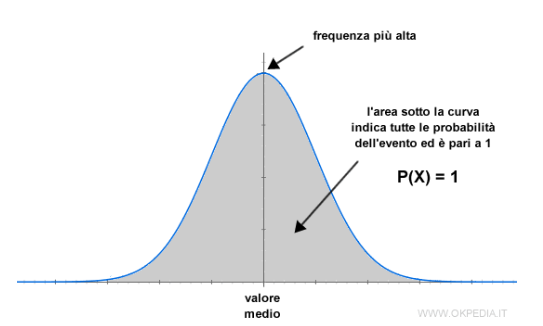 frequenza più alta
l'area sotto la curva
indica tutte le probabilità
dell'evento ed è pari a 1
P(X) = 1
valore
medio
WWW.OKPEDIA.IT